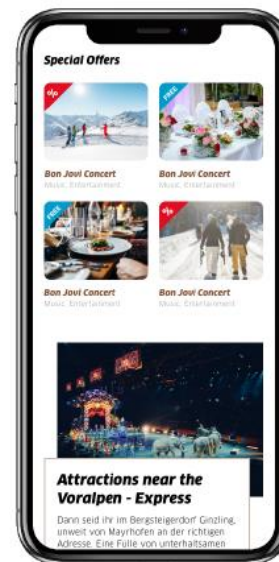 Special Offers
%
FREE
Bon Jovi Concert
Music, Entertainment
Bon Jovi Concert
Music, Entertainment
FREE
%
Bon Jovi Concert
Music, Entertainment
Bon Jovi Concert
Music, Entertainment
Attractions near the
Voralpen - Express
Dann seid ihr im Bergsteigerdorf Ginzling,
unweit von Mayrhofen an der richtigen
Adresse. Eine Fülle von unterhaltsamen